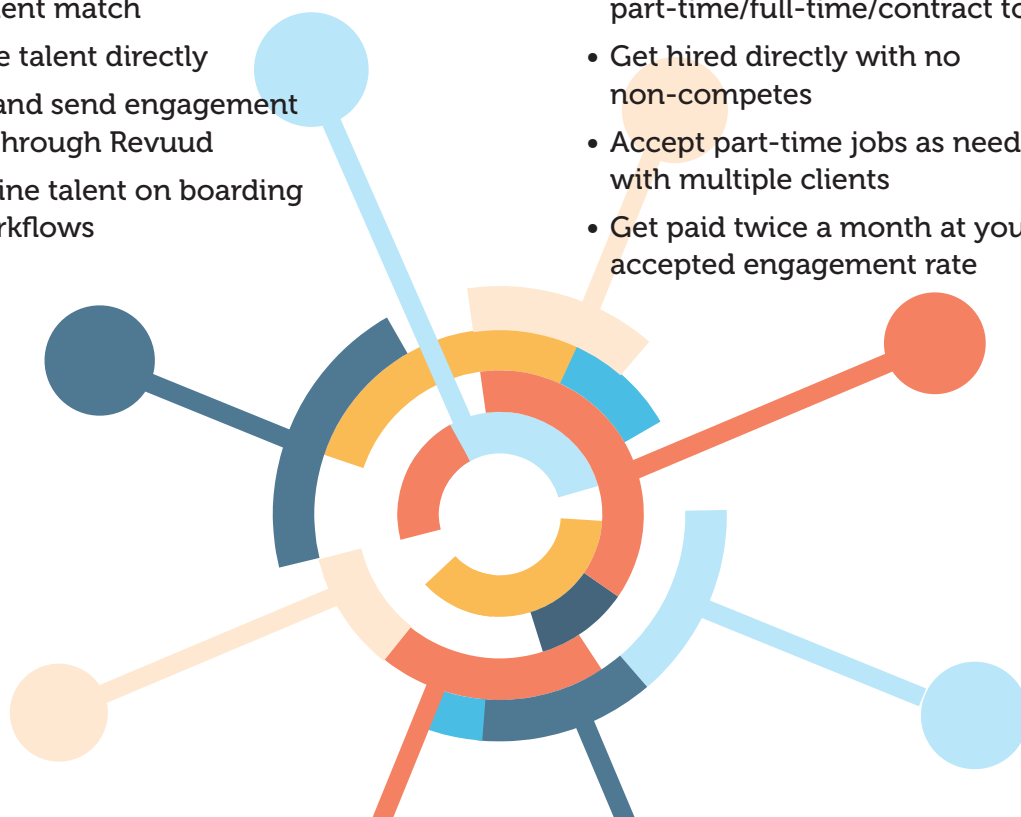 ent match
e talent directly
and send engagement
hrough Revuud
ine talent on boarding
rkflows
part-time/full-time/contract to
• Get hired directly with no
non-competes
• Accept part-time jobs as need
with multiple clients
• Get paid twice a month at you
accepted engagement rate